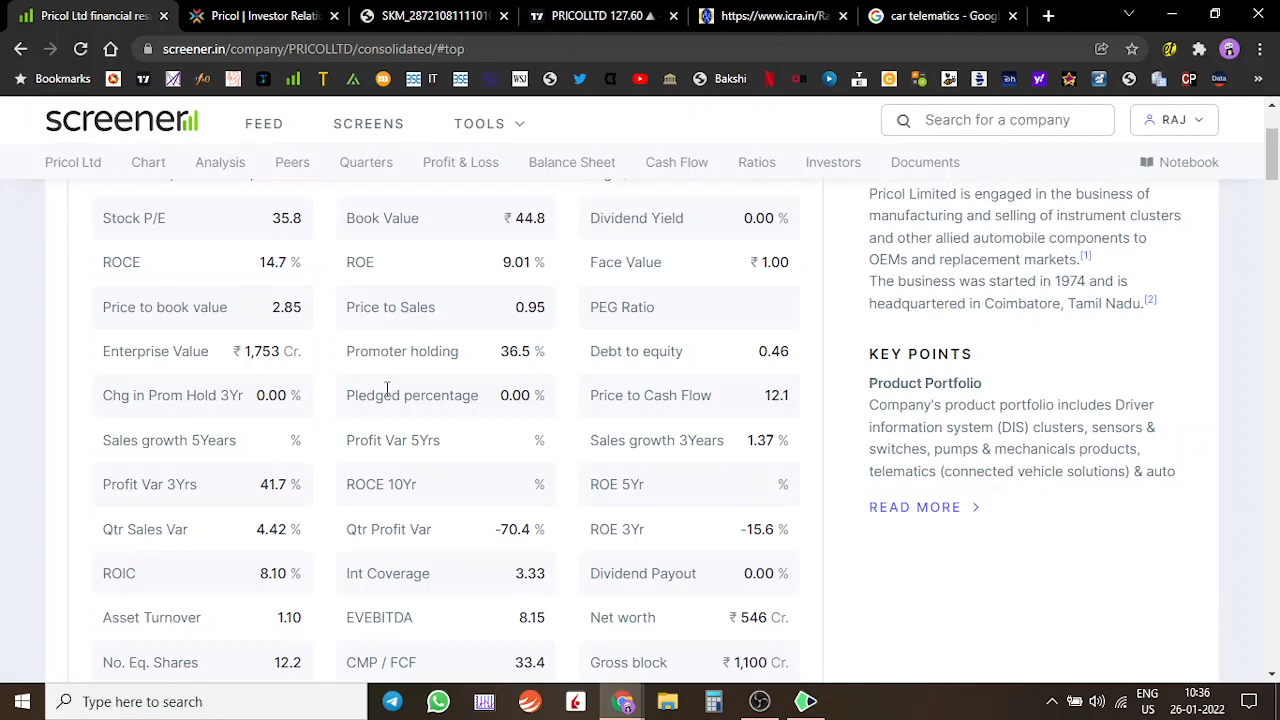 Pricol Ltd financial res
Pricol | Investor Relation
SKM_28721081111010
PRICOLLTD 127.60 ▲
https://www.icra.in/Ra
car telematics - Googl
screener.in/company/PRICOLLTD/consolidated/#top
Bookmarks
IT
WSJ
Bakshi
CP
Data
screener
FEED
SCREENS
TOOLS
Search for a company
RAJ
Pricol Ltd
Chart
Analysis
Peers
Quarters
Profit & Loss
Balance Sheet
Cash Flow
Ratios
Investors
Documents
Notebook
Stock P/E 35.8
Book Value ₹ 44.8
Dividend Yield 0.00 %
ROCE 14.7 %
ROE 9.01 %
Face Value ₹ 1.00
Price to book value 2.85
Price to Sales 0.95
PEG Ratio
Enterprise Value ₹ 1,753 Cr.
Promoter holding 36.5 %
Debt to equity 0.46
Chg in Prom Hold 3Yr 0.00 %
Pledged percentage 0.00 %
Price to Cash Flow 12.1
Sales growth 5Years %
Profit Var 5Yrs %
Sales growth 3Years 1.37 %
Profit Var 3Yrs 41.7 %
ROCE 10Yr %
ROE 5Yr %
Qtr Sales Var 4.42 %
Qtr Profit Var -70.4 %
ROE 3Yr -15.6 %
ROIC 8.10 %
Int Coverage 3.33
Dividend Payout 0.00 %
Asset Turnover 1.10
EVEBITDA 8.15
Net worth ₹ 546 Cr.
No. Eq. Shares 12.2
CMP / FCF 33.4
Gross block ₹ 1,100 Cr.
Pricol Limited is engaged in the business of
manufacturing and selling of instrument clusters
and other allied automobile components to
OEMs and replacement markets.[1]
The business was started in 1974 and is
headquartered in Coimbatore, Tamil Nadu.[2]
KEY POINTS
Product Portfolio
Company's product portfolio includes Driver
information system (DIS) clusters, sensors &
switches, pumps & mechanicals products,
telematics (connected vehicle solutions) & auto
READ MORE
Type here to search
ENG
US
10:36
26-01-2022